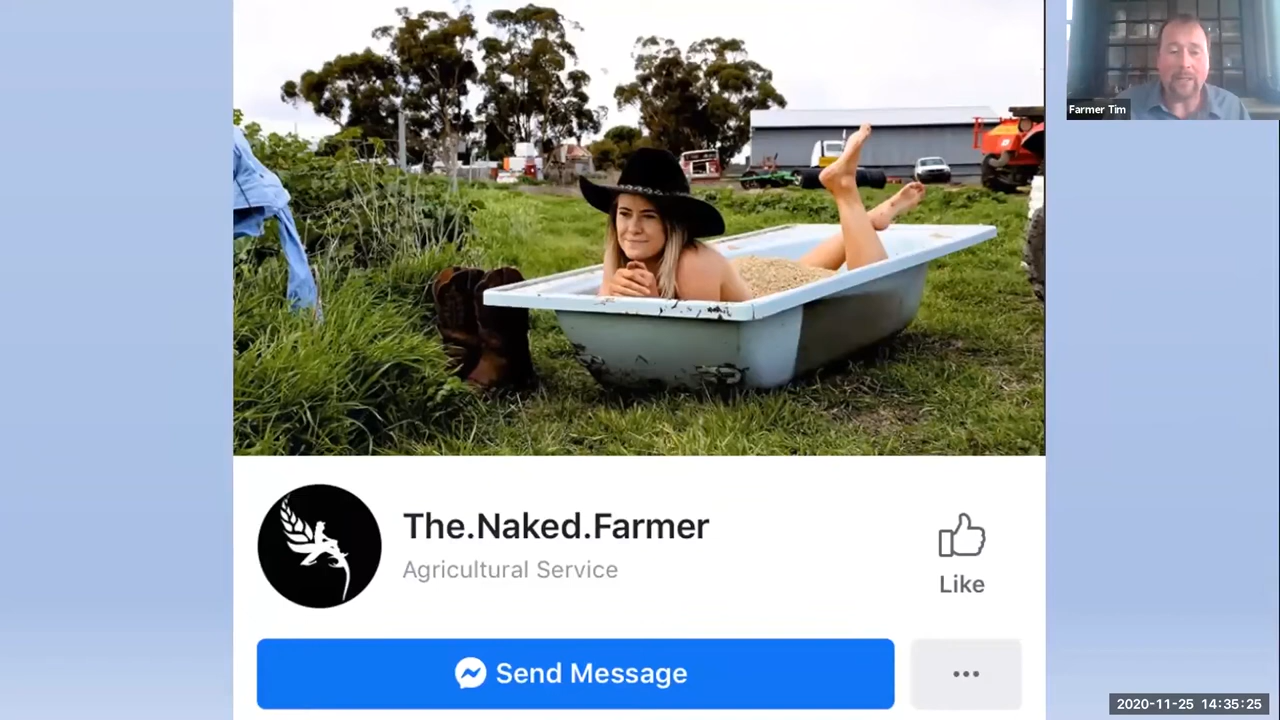 Farmer Tim
The.Naked.Farmer
Agricultural Service
Like
Send Message
2020-11-25 14:35:25